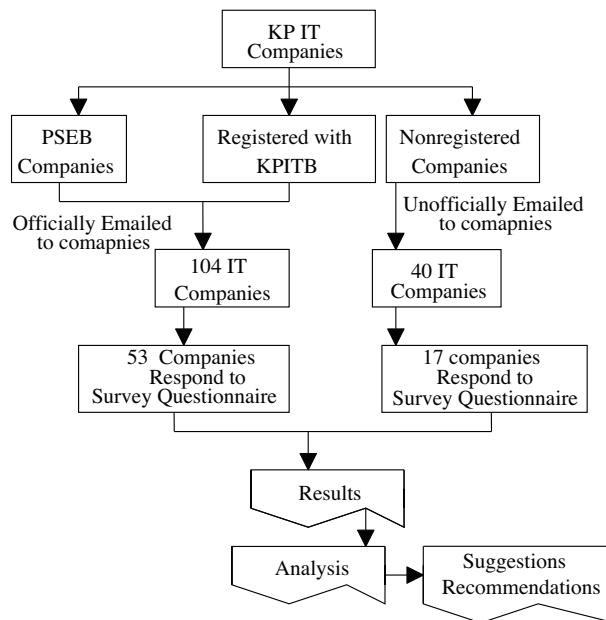 KP IT
Companies
PSEB
Companies
Registered with
KPITB
Nonregistered
Companies
Officially Emailed
to comapnies
Unofficially Emailed
to comapnies
104 IT
Companies
40 IT
Companies
53 Companies
Respond to
Survey Questionnaire
17 companies
Respond to
Survey Questionnaire
Results
Analysis
Suggestions
Recommendations